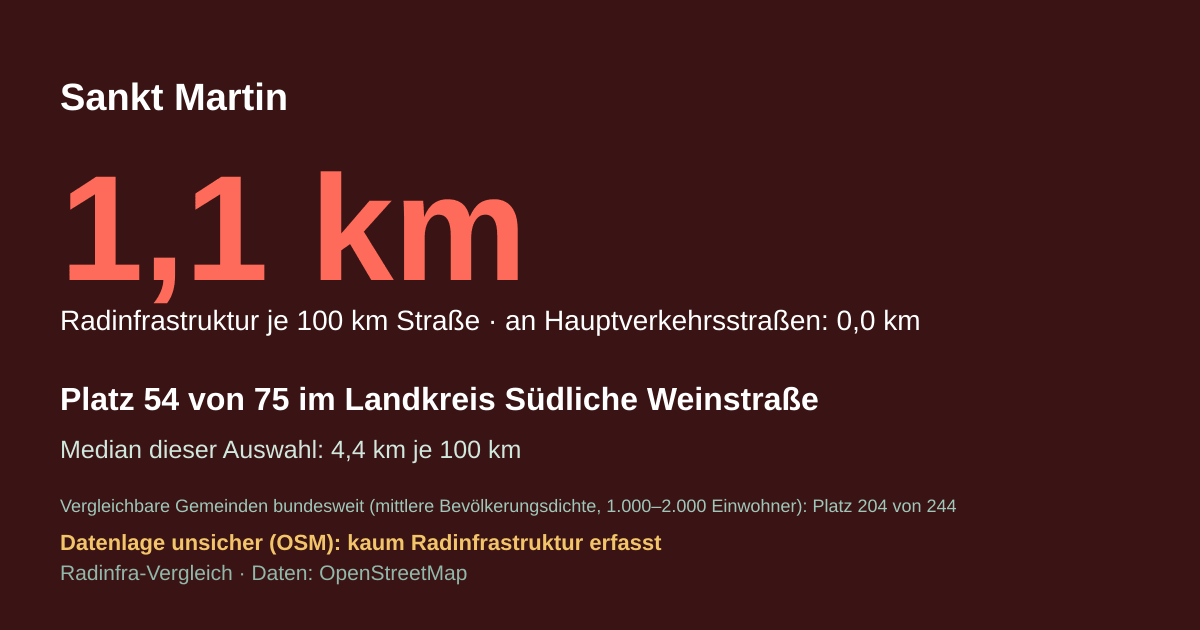 Sankt Martin
1,1 km
Radinfrastruktur je 100 km Straße · an Hauptverkehrsstraßen: 0,0 km
Platz 54 von 75 im Landkreis Südliche Weinstraße
Median dieser Auswahl: 4,4 km je 100 km
Vergleichbare Gemeinden bundesweit (mittlere Bevölkerungsdichte, 1.000–2.000 Einwohner): Platz 204 von 244
Datenlage unsicher (OSM): kaum Radinfrastruktur erfasst
Radinfra-Vergleich · Daten: OpenStreetMap